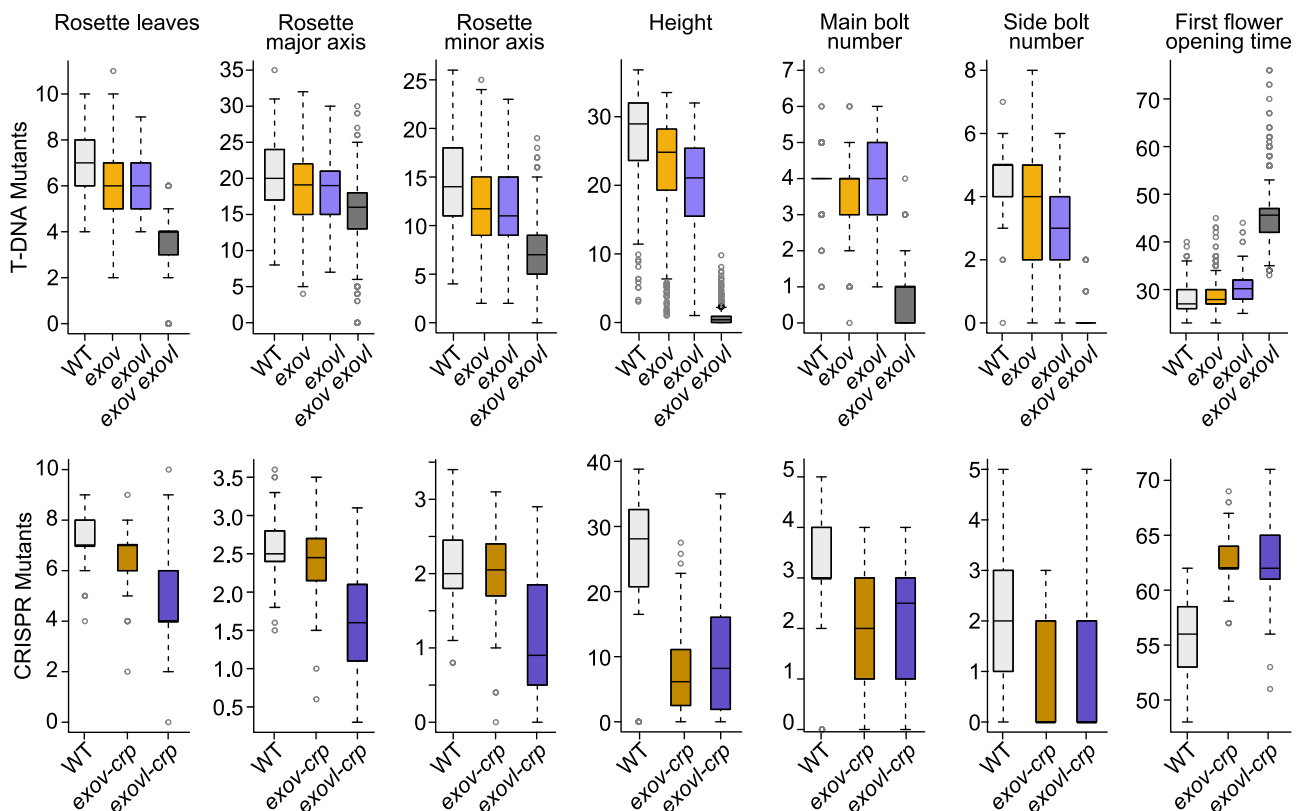 Rosette leaves
Rosette
major axis
Rosette
minor axis
Height
Main bolt
number
Side bolt
number
First flower
opening time
T-DNA Mutants
10
8
6
4
2
0
WT
exov
exovl
exov exovl
35
30
25
20
15
10
5
0
WT
exov
exovl
exov exovl
25
20
15
10
5
0
WT
exov
exovl
exov exovl
30
20
10
0
WT
exov
exovl
exov exovl
7
6
5
4
3
2
1
0
WT
exov
exovl
exov exovl
8
6
4
2
0
WT
exov
exovl
exov exovl
70
60
50
40
30
WT
exov
exovl
exov exovl
CRISPR Mutants
10
8
6
4
2
0
WT
exov-crp
exovl-crp
3.5
3.0
2.5
2.0
1.5
1.0
0.5
WT
exov-crp
exovl-crp
3
2
1
0
WT
exov-crp
exovl-crp
40
30
20
10
0
WT
exov-crp
exovl-crp
5
4
3
2
1
0
WT
exov-crp
exovl-crp
5
4
3
2
1
0
WT
exov-crp
exovl-crp
70
65
60
55
50
WT
exov-crp
exovl-crp